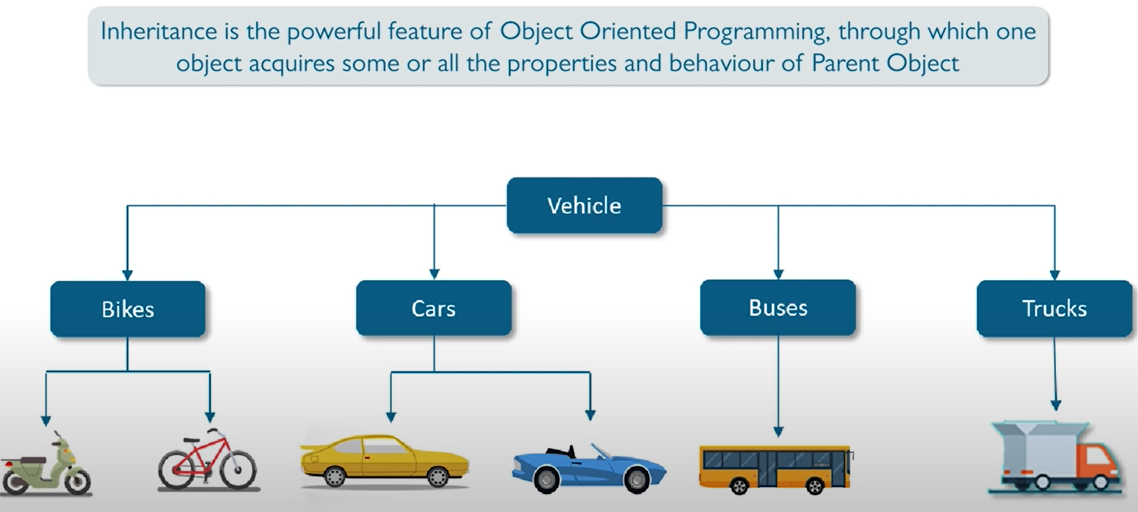 Inheritance is the powerful feature of Object Oriented Programming, through which one
object acquires some or all the properties and behaviour of Parent Object
Vehicle
Bikes
Cars
Buses
Trucks